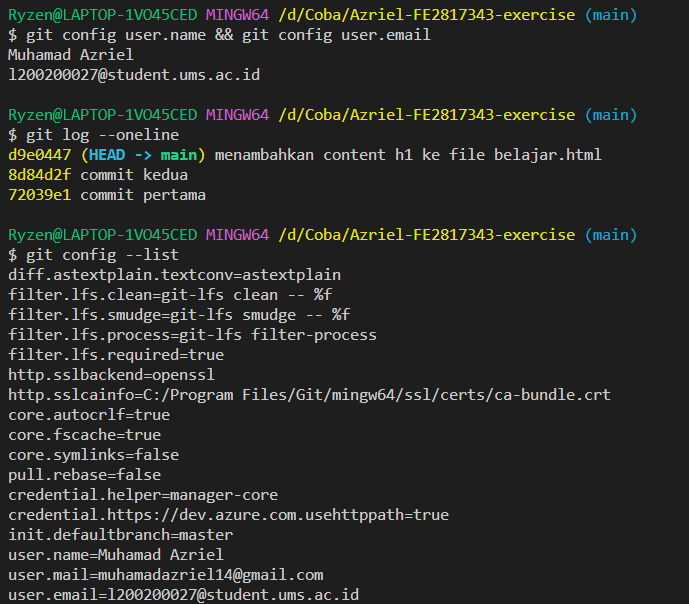 Ryzen@LAPTOP-1VO45CED MINGW64 /d/Coba/Azriel-FE2817343-exercise (main)
$ git config user.name && git config user.email
Muhamad Azriel
l200200027@student.ums.ac.id
Ryzen@LAPTOP-1VO45CED MINGW64 /d/Coba/Azriel-FE2817343-exercise (main)
$ git log --oneline
d9e0447 (HEAD -> main) menambahkan content h1 ke file belajar.html
8d84d2f commit kedua
72039e1 commit pertama
Ryzen@LAPTOP-1VO45CED MINGW64 /d/Coba/Azriel-FE2817343-exercise (main)
$ git config --list
diff.astextplain.textconv=astextplain
filter.lfs.clean=git-lfs clean -- %f
filter.lfs.smudge=git-lfs smudge -- %f
filter.lfs.process=git-lfs filter-process
filter.lfs.required=true
http.sslbackend=openssl
http.sslcainfo=C:/Program Files/Git/mingw64/ssl/certs/ca-bundle.crt
core.autocrlf=true
core.fscache=true
core.symlinks=false
pull.rebase=false
credential.helper=manager-core
credential.https://dev.azure.com.usehttppath=true
init.defaultbranch=master
user.name=Muhamad Azriel
user.mail=muhamadazriel14@gmail.com
user.email=l200200027@student.ums.ac.id